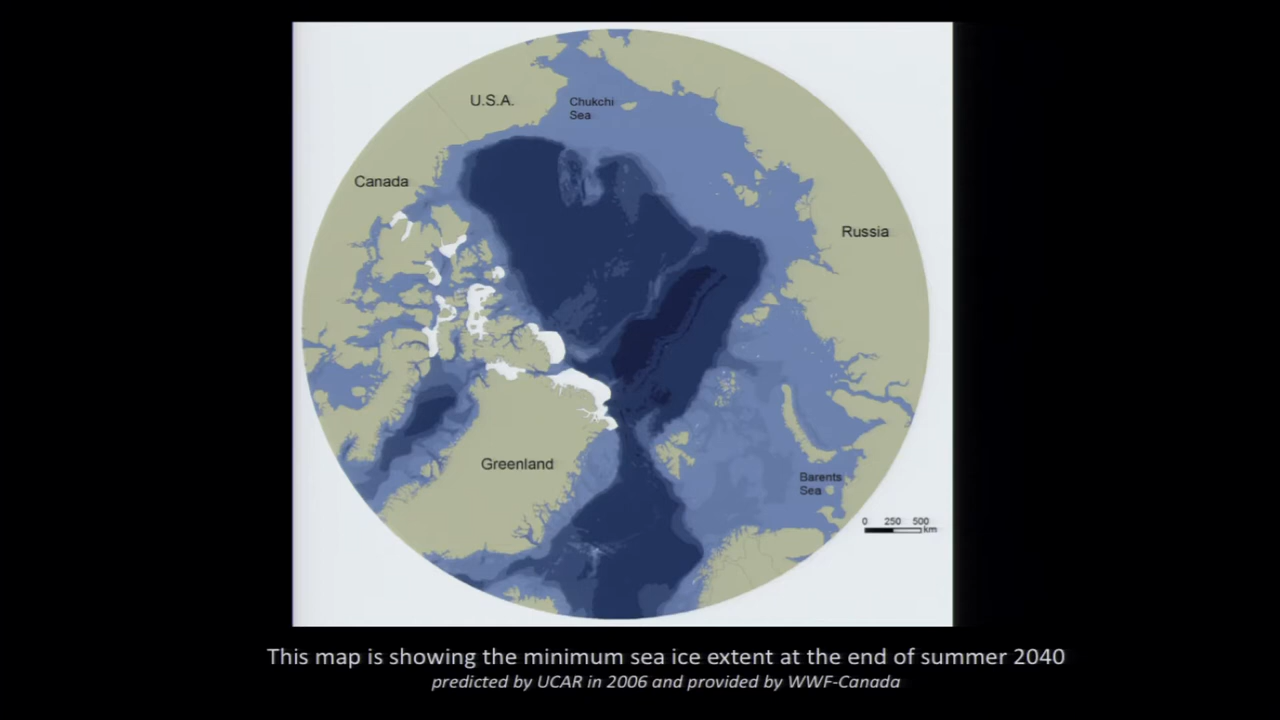 U.S.A.
Chukchi
Sea
Canada
Russia
Greenland
Barents
Sea
0 250 500
km
This map is showing the minimum sea ice extent at the end of summer 2040
predicted by UCAR in 2006 and provided by WWF-Canada